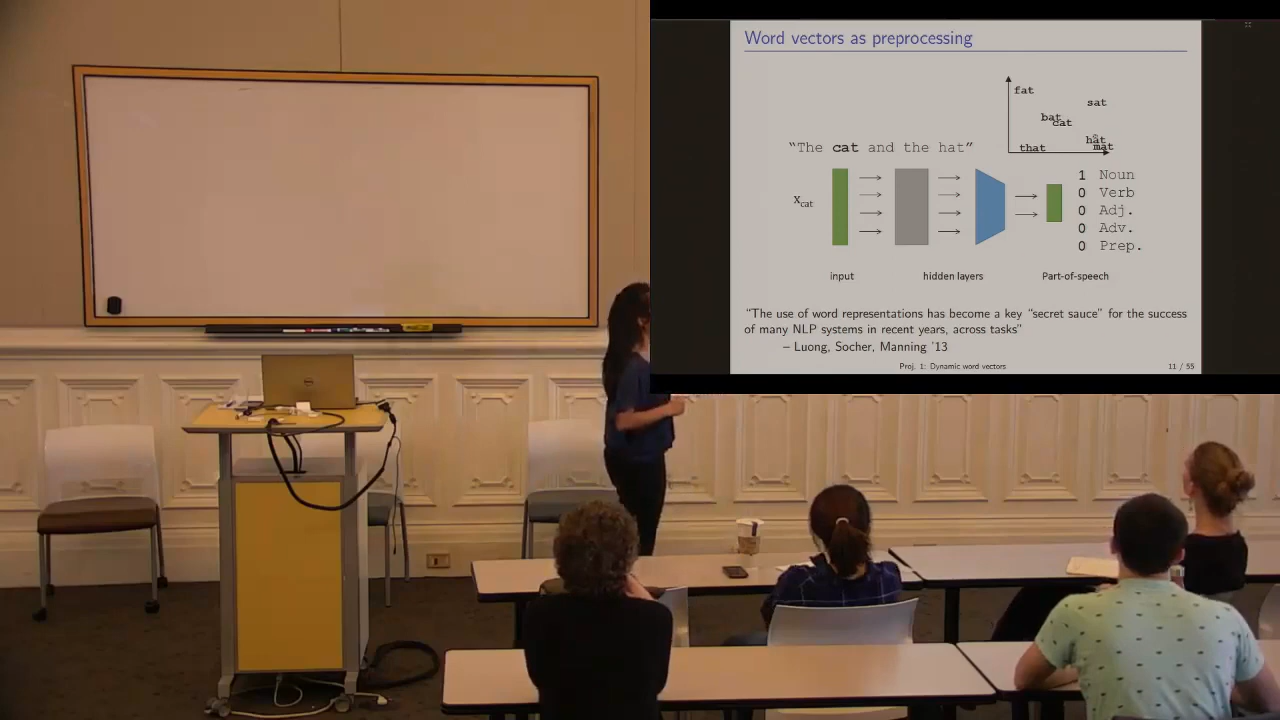 Word vectors as preprocessing
fat
sat
bat
cat
hat
that
mat
“The cat and the hat”
Xcat
1 Noun
0 Verb
0 Adj.
0 Adv.
0 Prep.
input
hidden layers
Part-of-speech
“The use of word representations has become a key “secret sauce” for the success
of many NLP systems in recent years, across tasks”
– Luong, Socher, Manning '13
Proj. 1: Dynamic word vectors
11 / 55